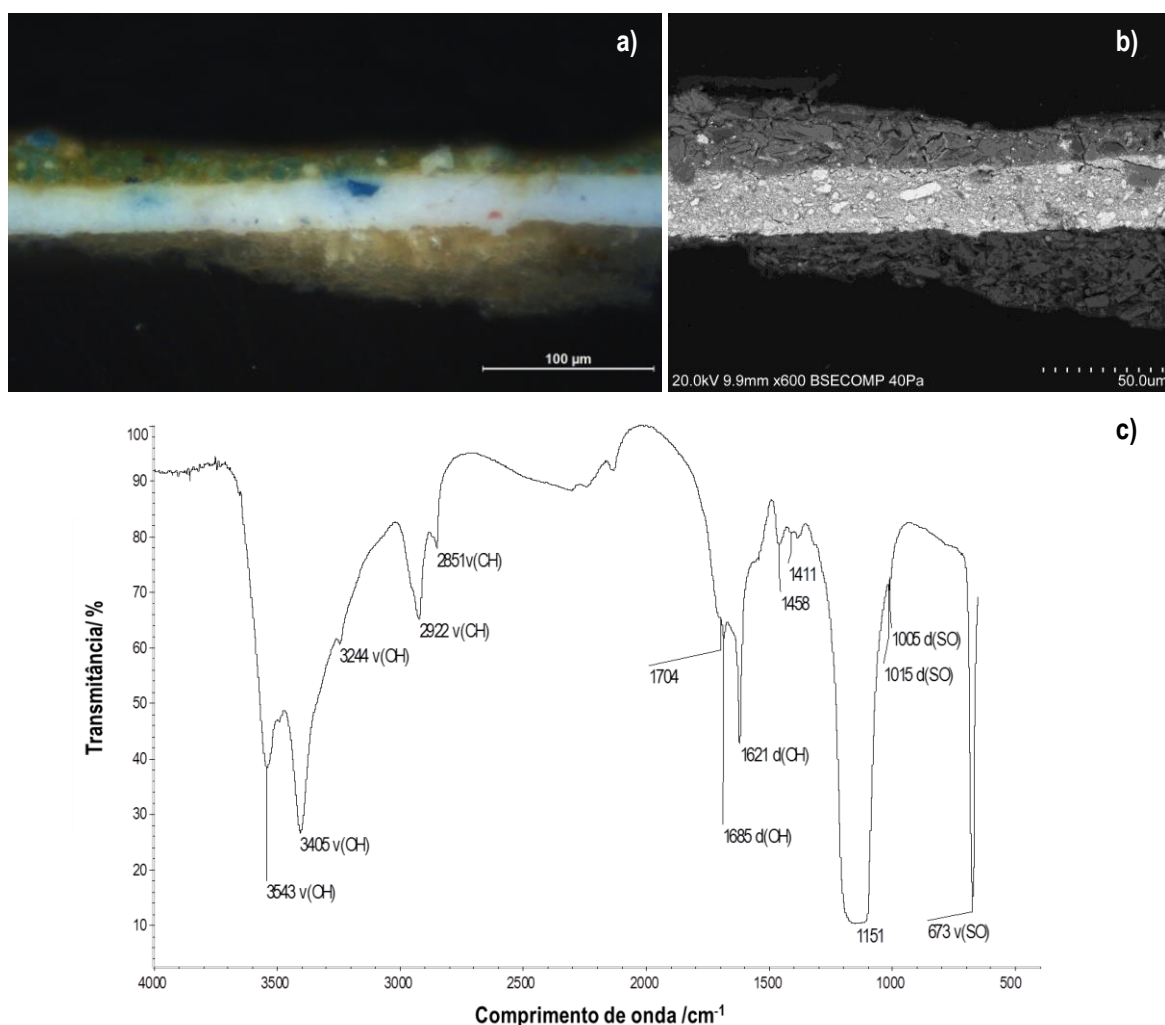 a)
b)
100 µm
20.0kV 9.9mm x600 BSECOMP 40Pa
50.0um
c)
100
90
80
70
60
50
40
30
20
10
Transmitância/ %
2851ν(CH)
2922 ν(CH)
3244 ν(OH)
3405 ν(OH)
3543 ν(OH)
1704
1411
1458
1621 d(OH)
1685 d(OH)
1005 d(SO)
1015 d(SO)
1151
673 ν(SO)
4000
3500
3000
2500
2000
1500
1000
500
Comprimento de onda /cm-1